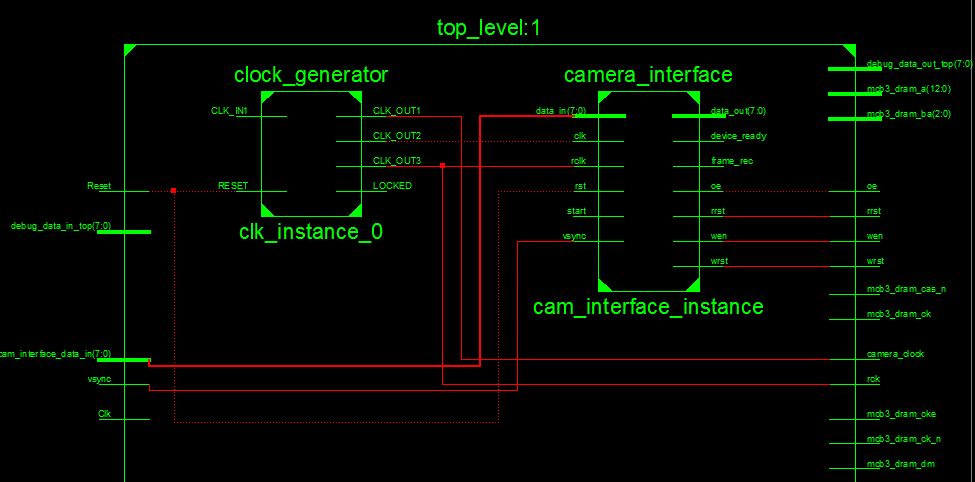 top_level:1
clock_generator
camera_interface
debug_data_out_top(7:0)
mcb3_dram_a(12:0)
mcb3_dram_ba(2:0)
CLK_IN1
CLK_OUT1
CLK_OUT2
CLK_OUT3
RESET
LOCKED
clk_instance_0
data_in(7:0)
data_out(7:0)
clk
device_ready
rclk
frame_rec
rst
oe
start
rrst
vsync
wen
wrst
cam_interface_instance
Reset
debug_data_in_top(7:0)
cam_interface_data_in(7:0)
vsync
Clk
oe
rrst
wen
wrst
mcb3_dram_cas_n
mcb3_dram_ck
camera_clock
rck
mcb3_dram_cke
mcb3_dram_ck_n
mcb3_dram_dm